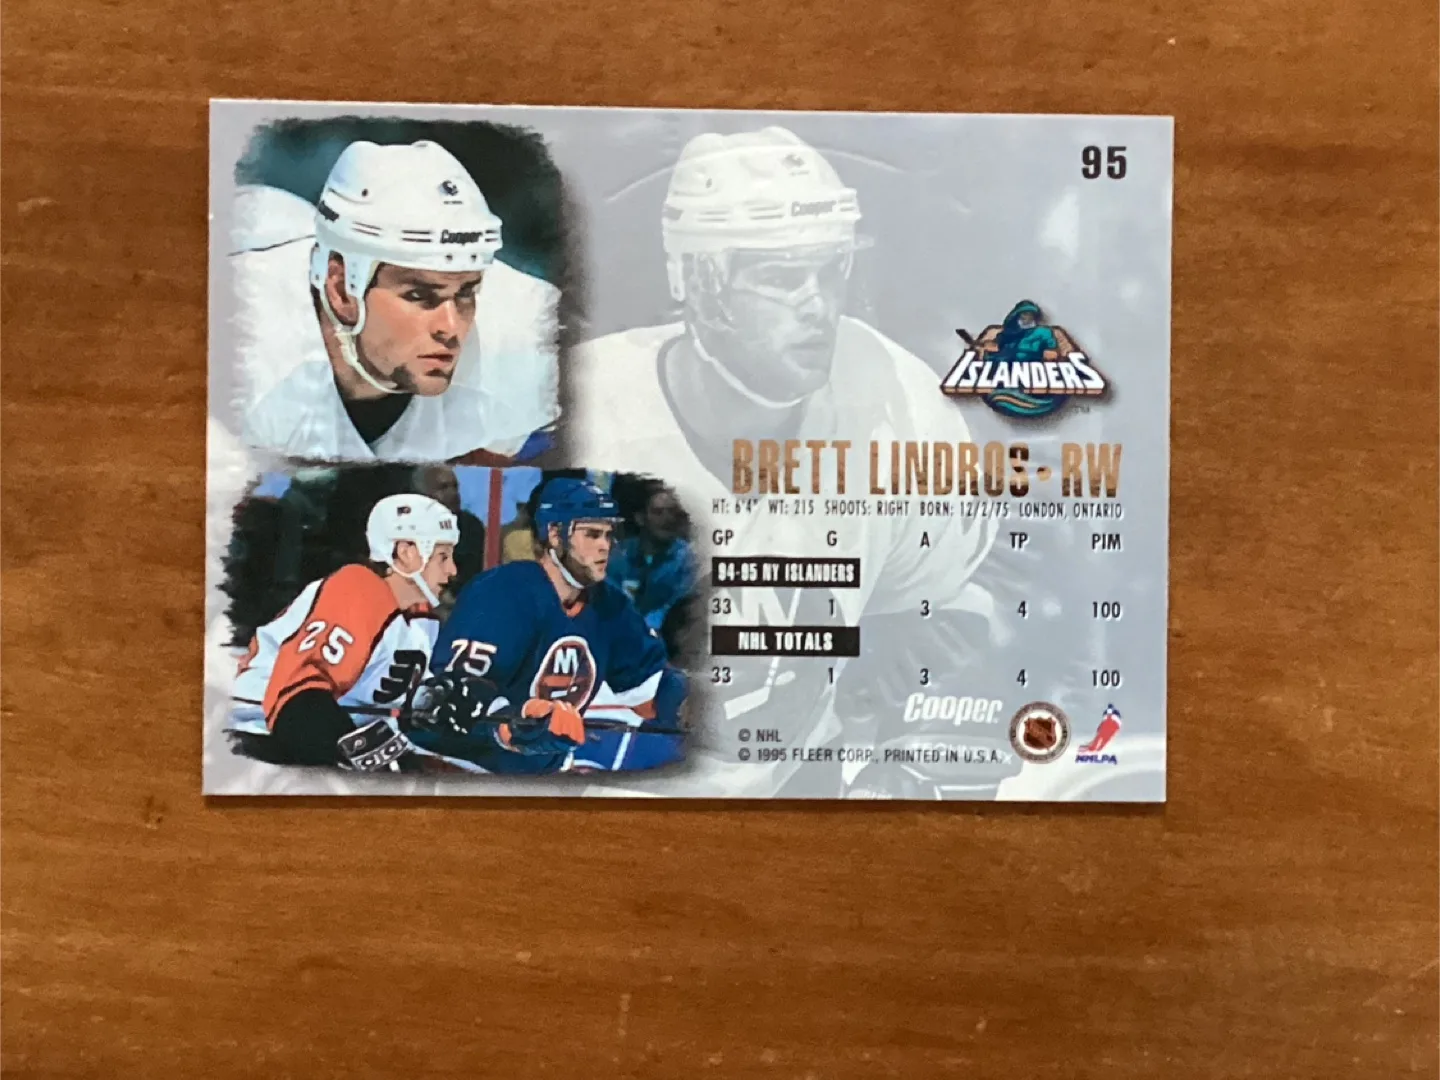 95
Cooper
Cooper
ISLANDERS
TM
BRETT LINDROS • RW
HT: 6'4" WT: 215 SHOOTS: RIGHT BORN: 12/2/75 LONDON, ONTARIO
GP G A TP PIM
94-95 NY ISLANDERS
33 1 3 4 100
NHL TOTALS
33 1 3 4 100
25
75
Cooper
© NHL
© 1995 FLEER CORP., PRINTED IN U.S.A.
NHLPA